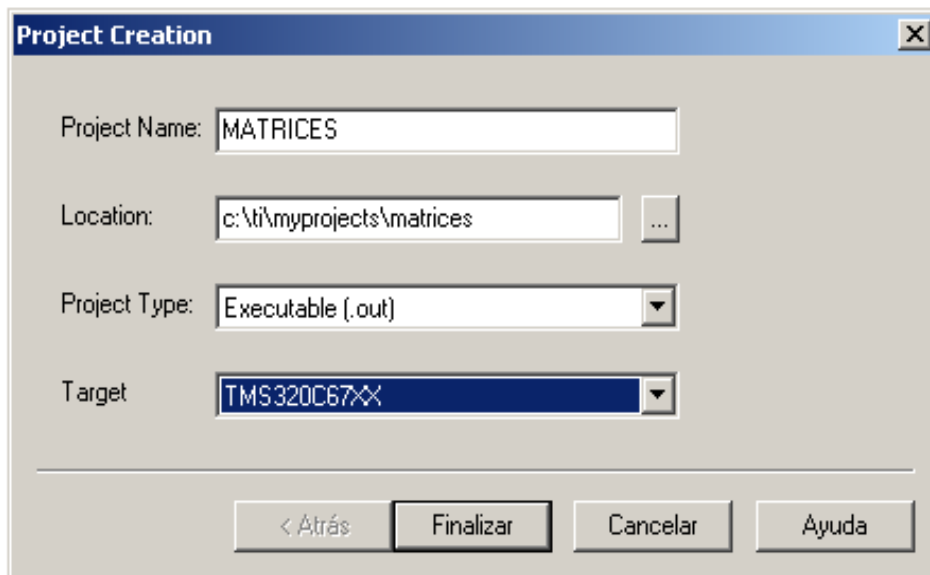 Project Creation
Project Name: MATRICES
Location: c:\ti\myprojects\matrices ...
Project Type: Executable (.out)
Target TMS320C67XX
< Atrás Finalizar Cancelar Ayuda